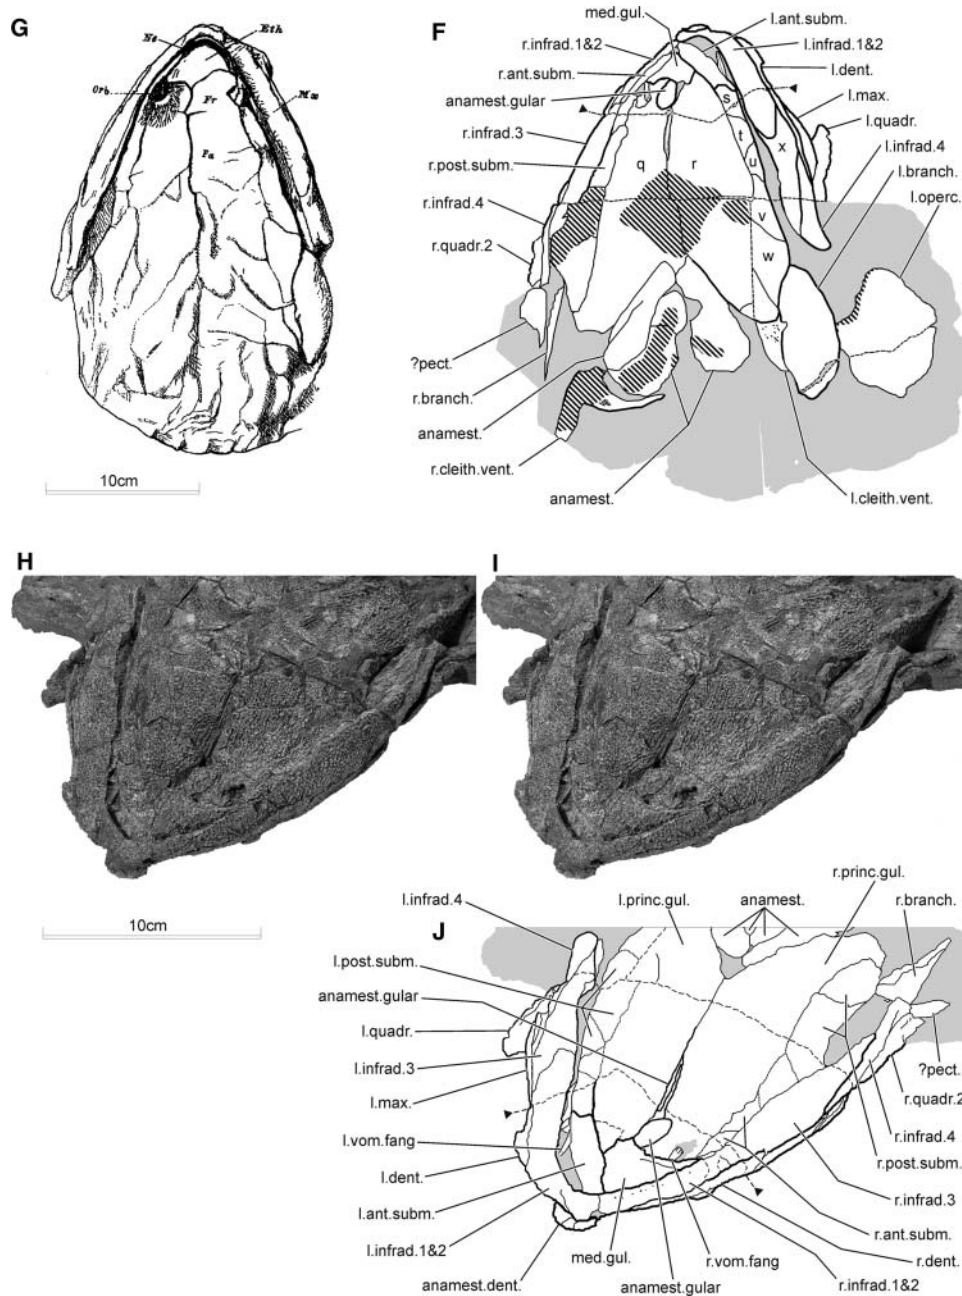 G
Ne
Eth
Orb
Fr
Mx
Pa
10cm
F
med.gul.
l.ant.subm.
r.infrad.1&2
l.infrad.1&2
r.ant.subm.
l.dent.
anamest.gular
l.max.
r.infrad.3
l.quadr.
r.post.subm.
l.infrad.4
r.infrad.4
l.branch.
r.quadr.2
l.operc.
s
t
u
x
q
r
v
w
?pect.
r.branch.
anamest.
r.cleith.vent.
anamest.
l.cleith.vent.
H
I
10cm
J
l.infrad.4
l.princ.gul.
anamest.
r.princ.gul.
r.branch.
l.post.subm.
anamest.gular
l.quadr.
l.infrad.3
l.max.
l.vom.fang
l.dent.
l.ant.subm.
l.infrad.1&2
anamest.dent.
med.gul.
anamest.gular
r.vom.fang
r.infrad.1&2
r.dent.
r.ant.subm.
r.infrad.3
r.post.subm.
r.infrad.4
r.quadr.2
?pect.